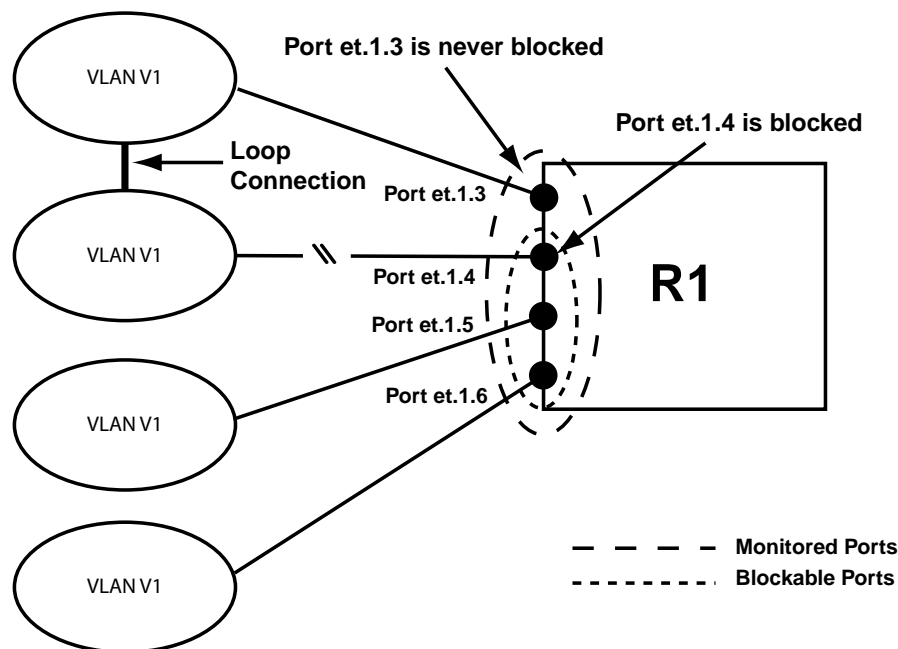 Port et.1.3 is never blocked
VLAN V1
Port et.1.4 is blocked
Loop
Connection
Port et.1.3
VLAN V1
Port et.1.4
R1
Port et.1.5
Port et.1.6
VLAN V1
Monitored Ports
Blockable Ports
VLAN V1